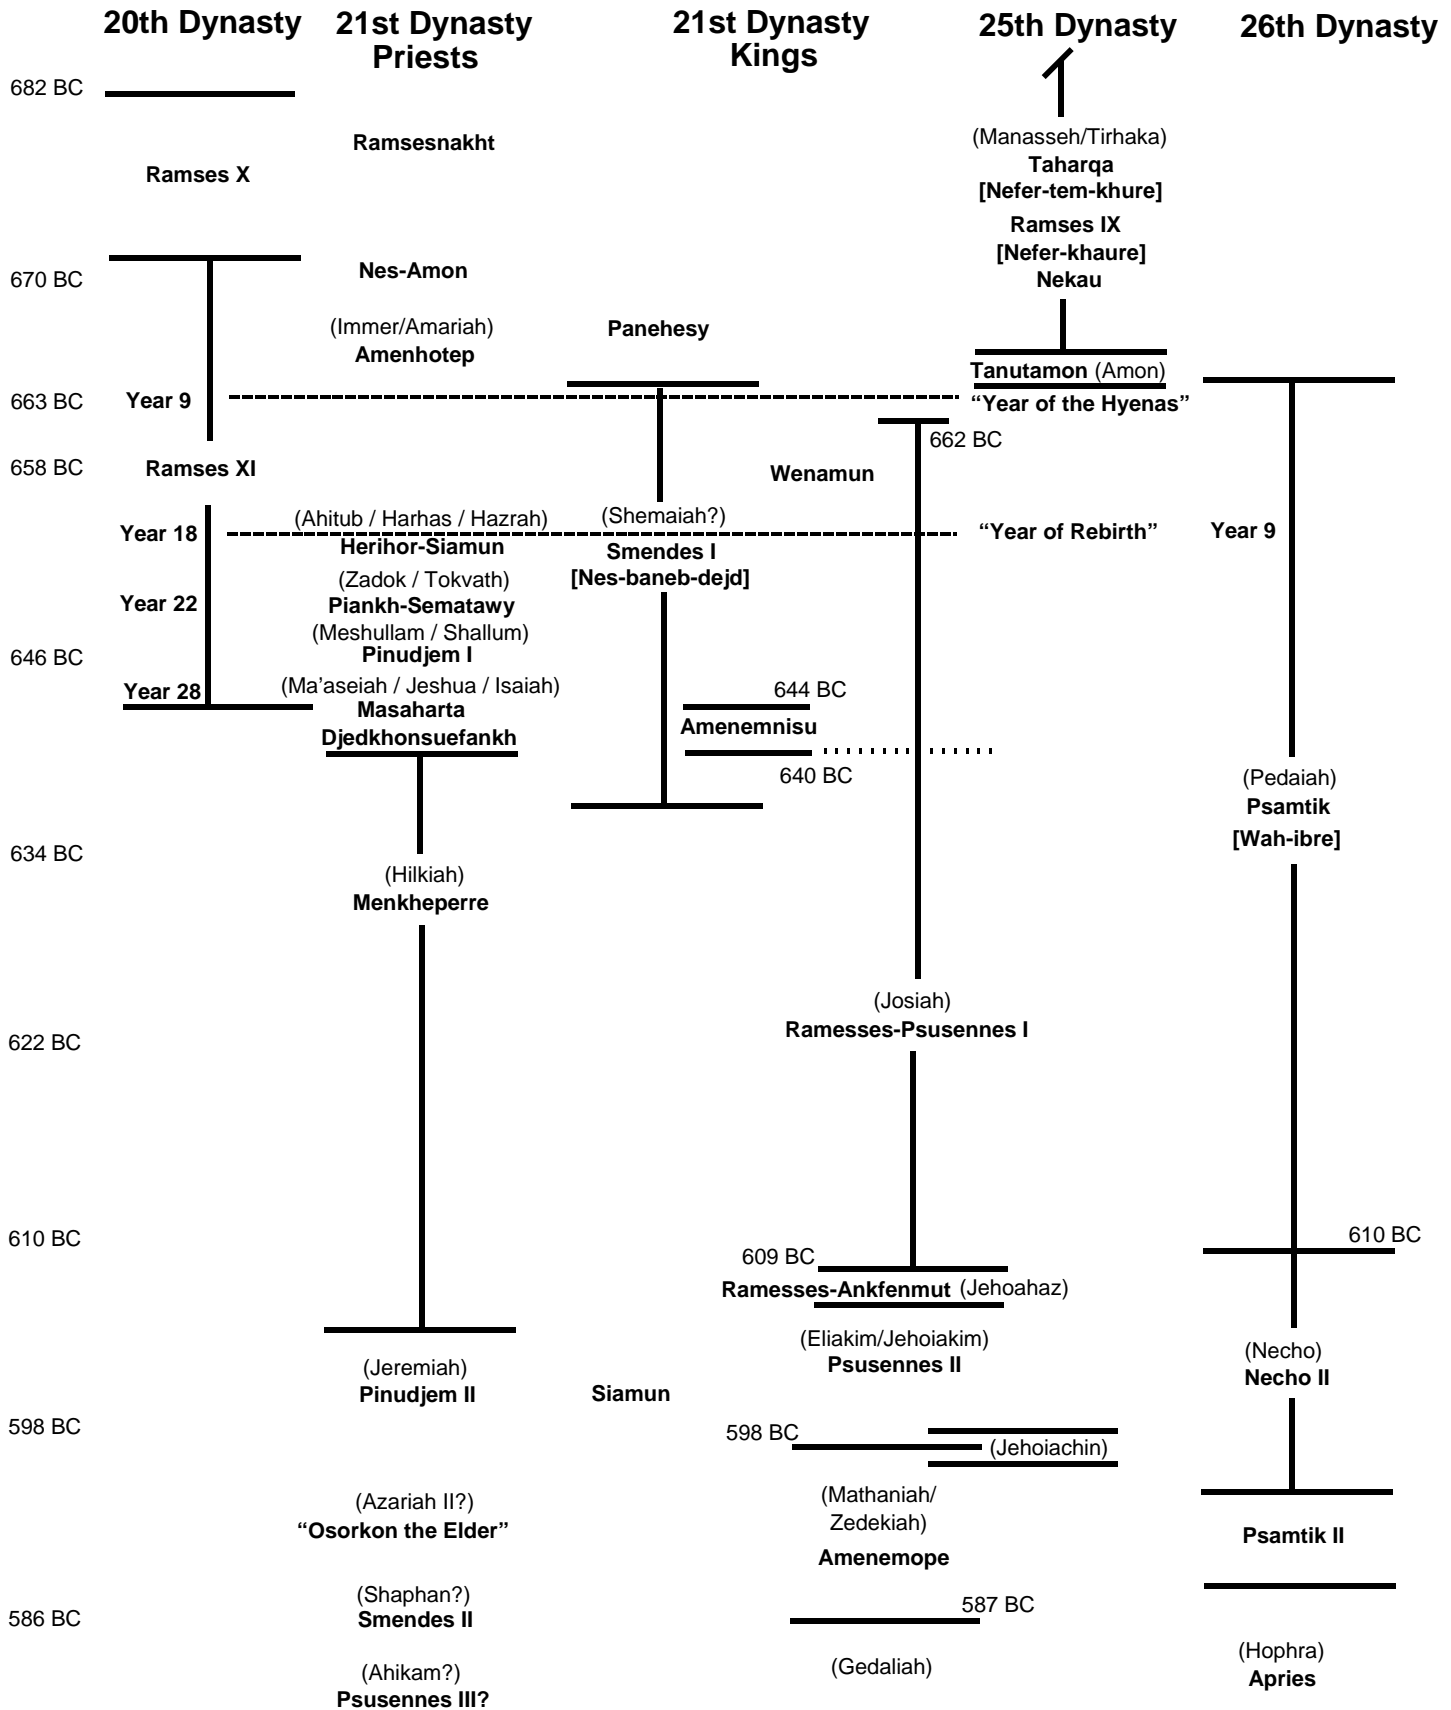 20th Dynasty
21st Dynasty
Priests
21st Dynasty
Kings
25th Dynasty
26th Dynasty
682 BC
Ramsesnakht
(Manasseh/Tirhaka)
Taharqa
[Nefer-tem-khure]
Ramses X
Ramses IX
[Nefer-khaure]
Nekau
670 BC
Nes-Amon
(Immer/Amariah)
Amenhotep
Panehesy
Tanutamon (Amon)
663 BC
Year 9
“Year of the Hyenas”
662 BC
658 BC
Ramses XI
Wenamun
Year 18
(Ahitub / Harhas / Hazrah)
Herihor-Siamun
(Shemaiah?)
Smendes I
[Nes-baneb-dejd]
“Year of Rebirth”
Year 9
(Zadok / Tokvath)
Piankh-Sematawy
Year 22
(Meshullam / Shallum)
Pinudjem I
646 BC
Year 28
(Ma’aseiah / Jeshua / Isaiah)
Masaharta
Djedkhonsuefankh
644 BC
Amenemnisu
640 BC
(Pedaiah)
Psamtik
[Wah-ibre]
634 BC
(Hilkiah)
Menkheperre
(Josiah)
Ramesses-Psusennes I
622 BC
610 BC
610 BC
609 BC
Ramesses-Ankfenmut (Jehoahaz)
(Eliakim/Jehoiakim)
Psusennes II
(Necho)
Necho II
(Jeremiah)
Pinudjem II
Siamun
598 BC
598 BC
(Jehoiachin)
(Azariah II?)
“Osorkon the Elder”
(Mathaniah/
Zedekiah)
Amenemope
Psamtik II
(Shaphan?)
Smendes II
586 BC
587 BC
(Ahikam?)
Psusennes III?
(Gedaliah)
(Hophra)
Apries